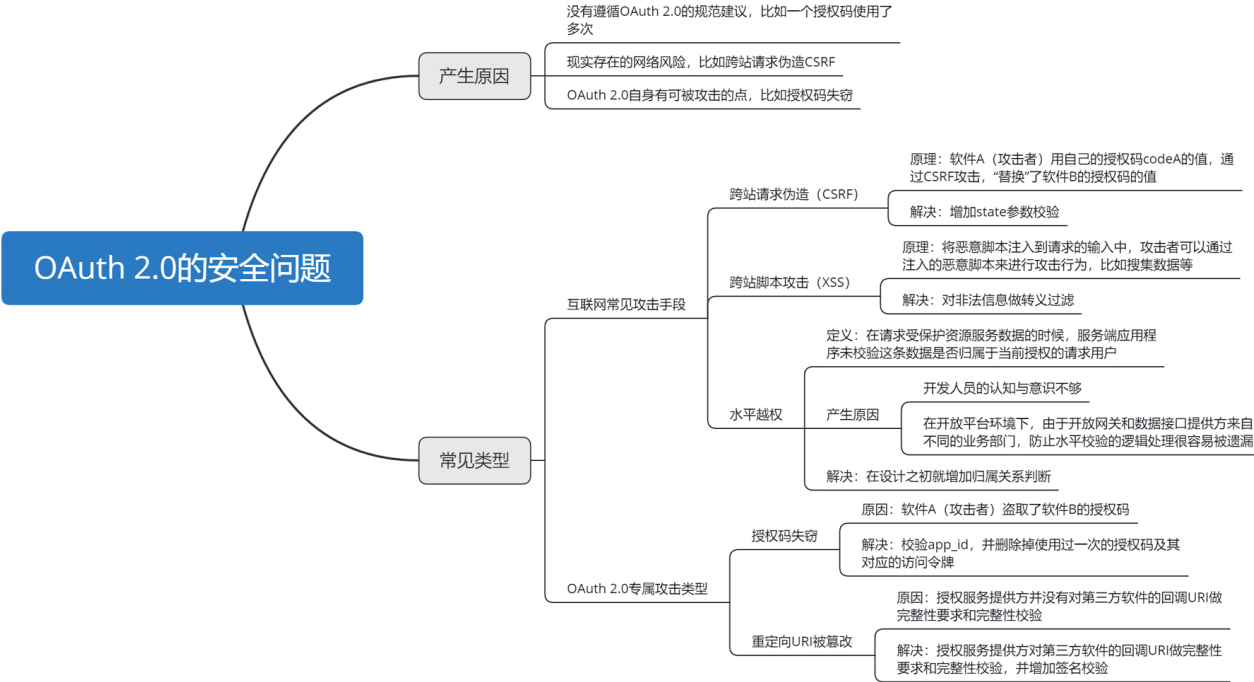 没有遵循OAuth 2.0的规范建议，比如一个授权码使用了
多次
产生原因
现实存在的网络风险，比如跨站请求伪造CSRF
OAuth 2.0自身有可被攻击的点，比如授权码失窃
OAuth 2.0的安全问题
常见类型
互联网常见攻击手段
跨站请求伪造（CSRF）
原理：软件A（攻击者）用自己的授权码codeA的值，通
过CSRF攻击，“替换”了软件B的授权码的值
解决：增加state参数校验
跨站脚本攻击（XSS）
原理：将恶意脚本注入到请求的输入中，攻击者可以通过
注入的恶意脚本来进行攻击行为，比如搜集数据等
解决：对非法信息做转义过滤
水平越权
定义：在请求受保护资源服务数据的时候，服务端应用程
序未校验这条数据是否归属于当前授权的请求用户
产生原因
开发人员的认知与意识不够
在开放平台环境下，由于开放网关和数据接口提供方来自
不同的业务部门，防止水平校验的逻辑处理很容易被遗漏
解决：在设计之初就增加归属关系判断
OAuth 2.0专属攻击类型
授权码失窃
原因：软件A（攻击者）盗取了软件B的授权码
解决：校验app_id，并删除掉使用过一次的授权码及其
对应的访问令牌
重定向URI被篡改
原因：授权服务提供方并没有对第三方软件的回调URI做
完整性要求和完整性校验
解决：授权服务提供方对第三方软件的回调URI做完整性
要求和完整性校验，并增加签名校验